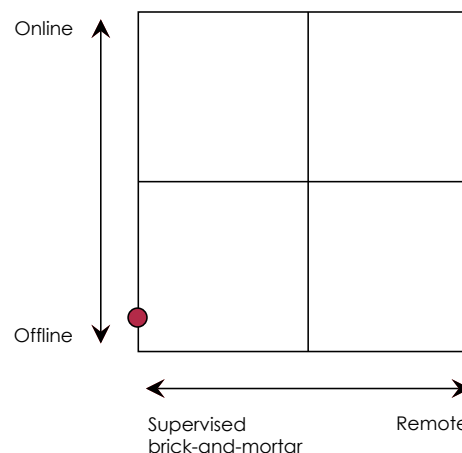 Online
Offline
Supervised
brick-and-mortar
Remote